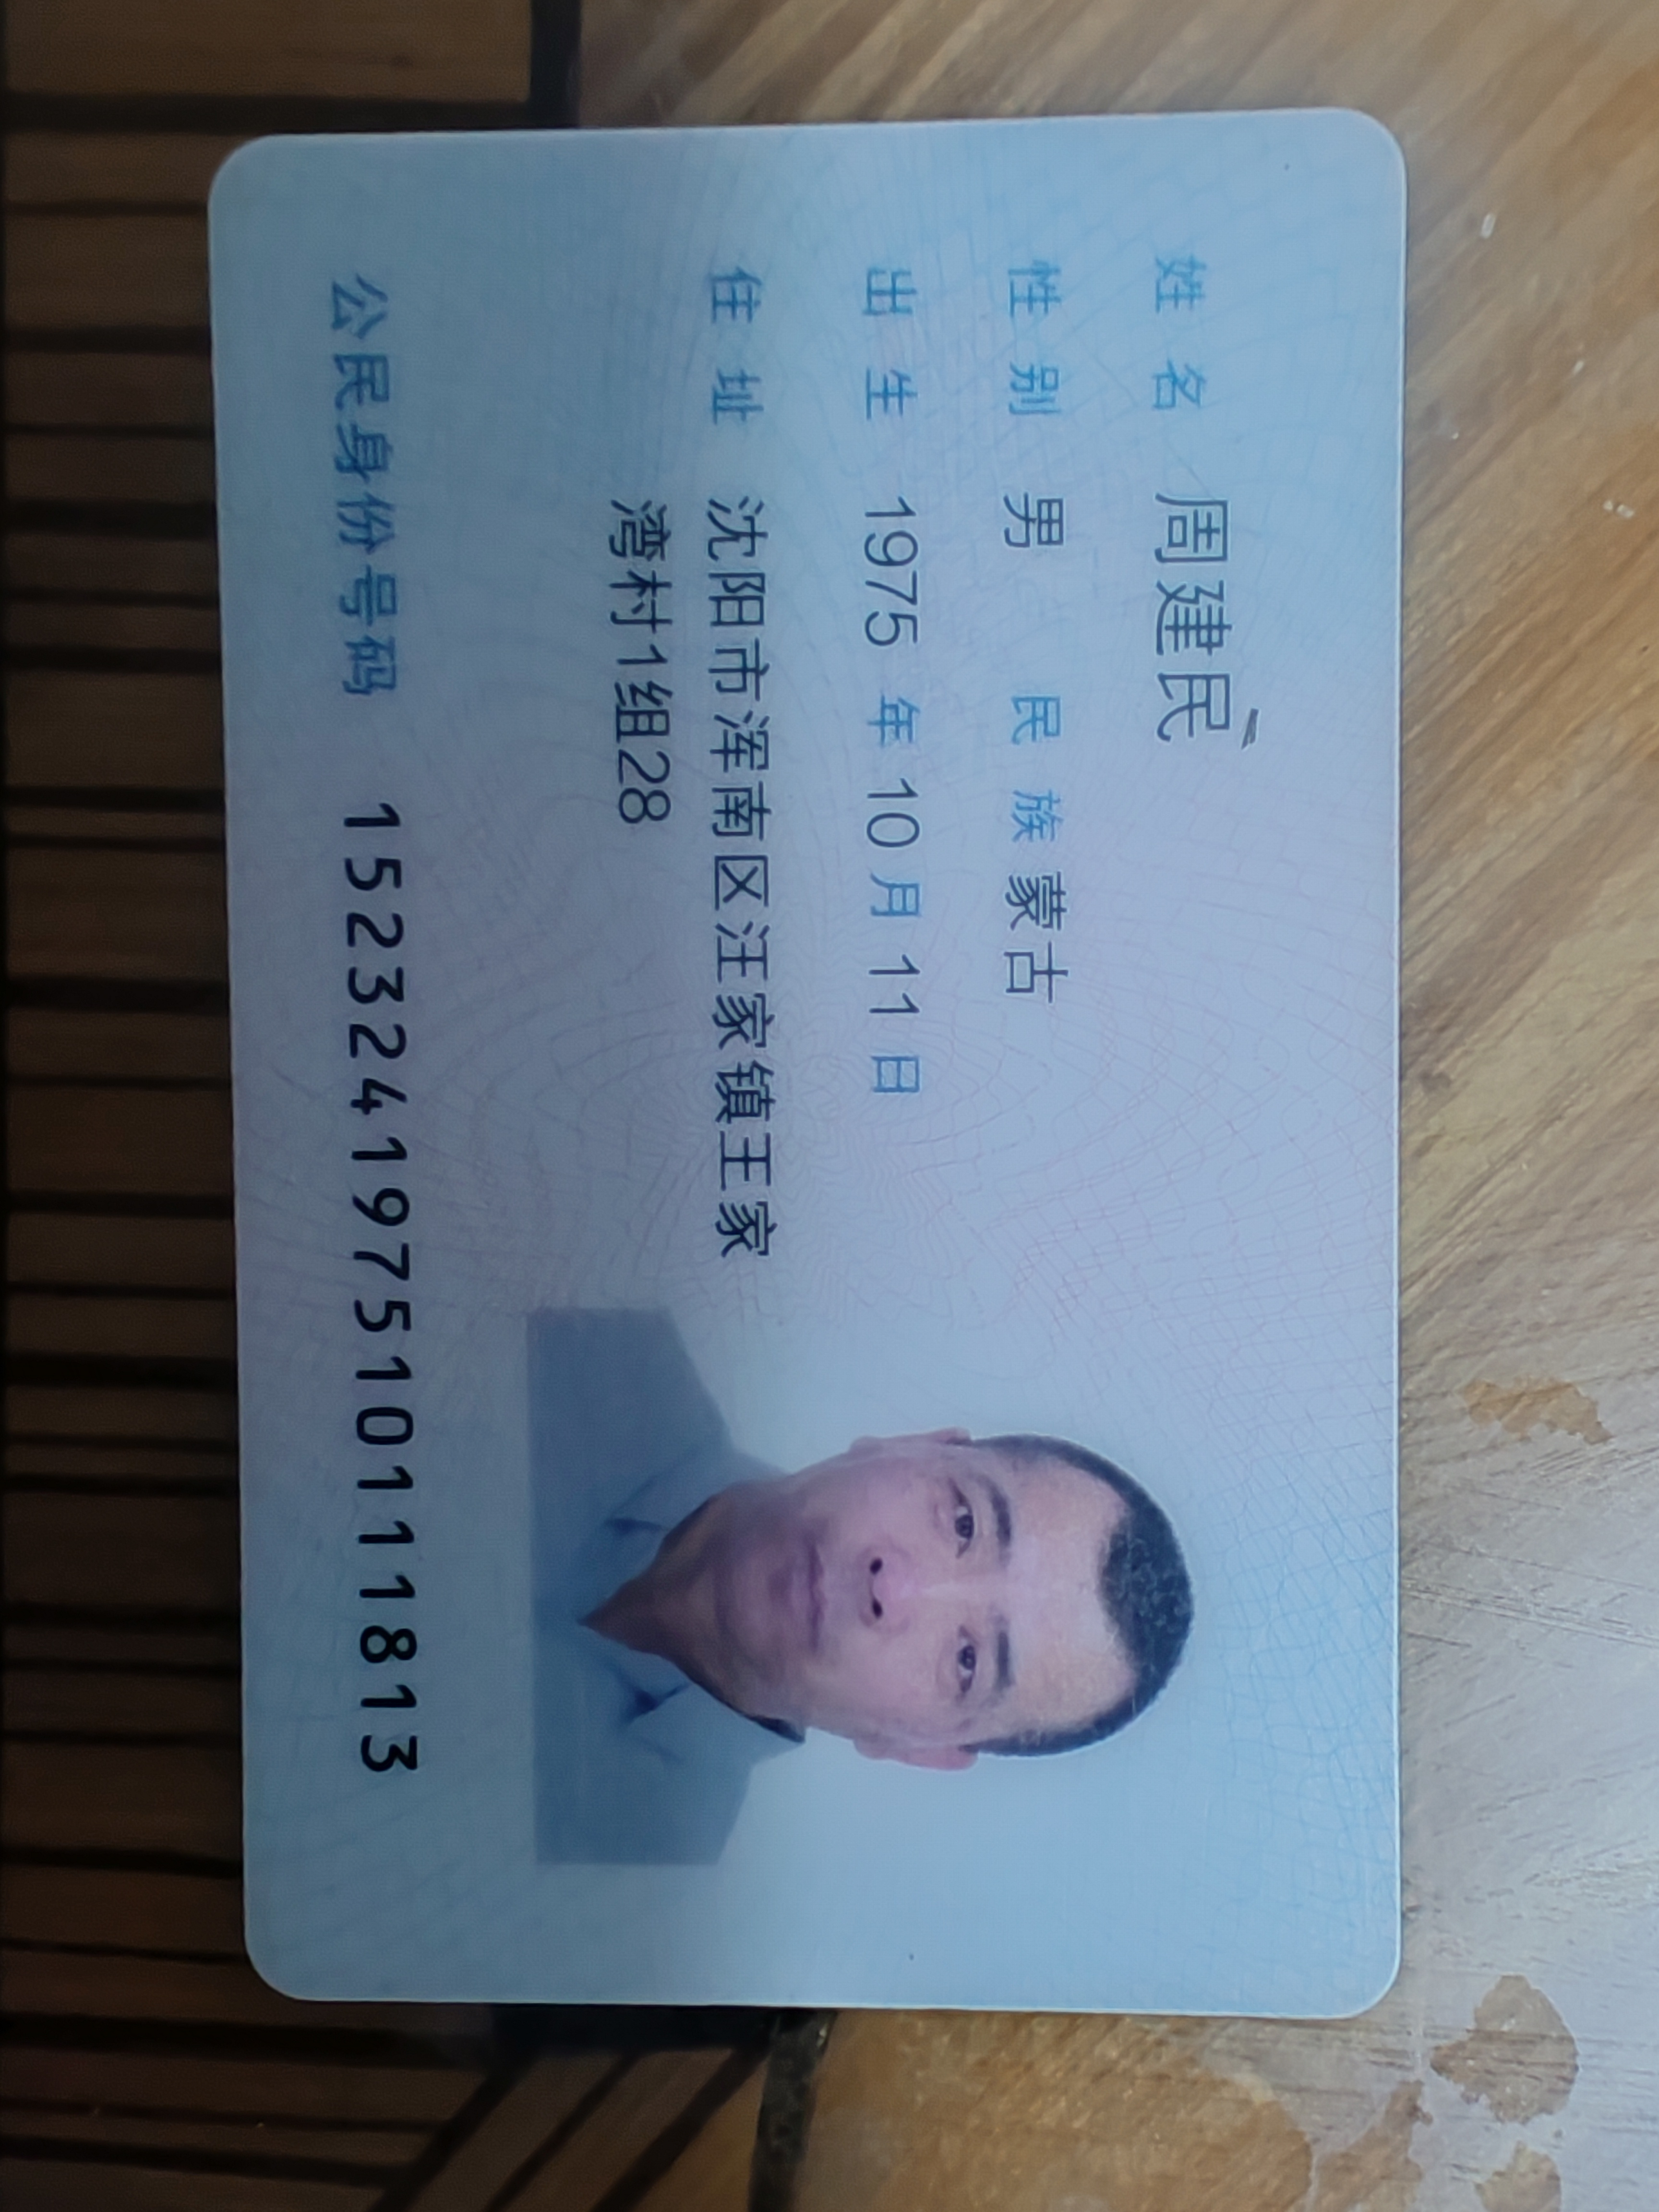 姓名 周建民
性别 男 民族 蒙古
出生 1975 年 10 月 11 日
住址 沈阳市浑南区汪家镇王家
湾村1组28
公民身份号码 152324197510111813